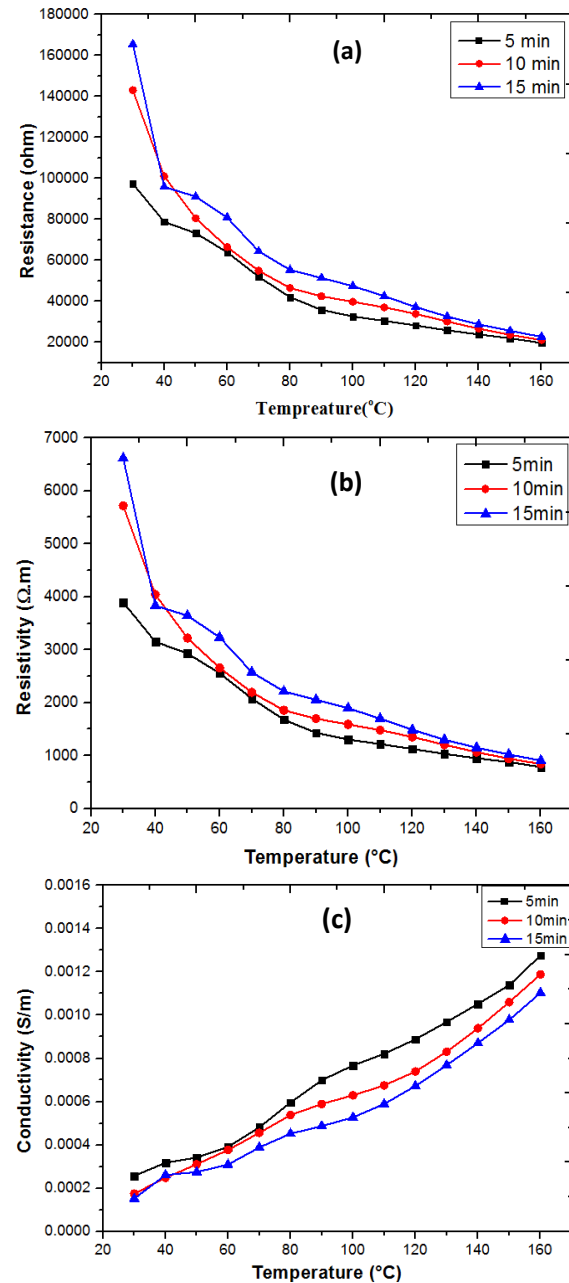 (a)
5 min
10 min
15 min
Resistance (ohm)
180000
160000
140000
120000
100000
80000
60000
40000
20000
20 40 60 80 100 120 140 160
Tempreature(°C)
(b)
5min
10min
15min
Resistivity (Ω.m)
7000
6000
5000
4000
3000
2000
1000
0
20 40 60 80 100 120 140 160
Temperature (°C)
(c)
5min
10min
15min
Conductivity (S/m)
0.0016
0.0014
0.0012
0.0010
0.0008
0.0006
0.0004
0.0002
0.0000
20 40 60 80 100 120 140 160
Temperature (°C)